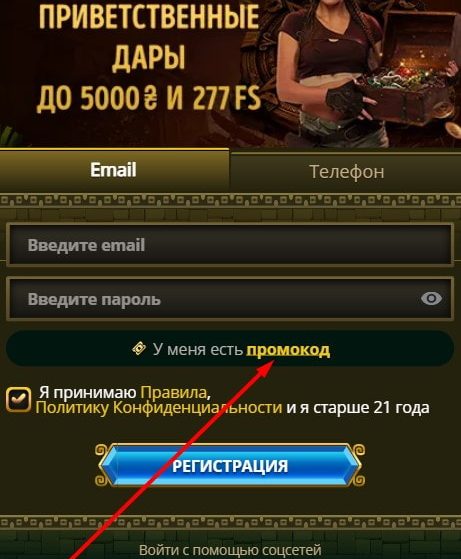 ПРИВЕТСТВЕННЫЕ
ДАРЫ
ДО 5000₴ И 277 FS
Email
Телефон
Введите email
Введите пароль
У меня есть промокод
Я принимаю Правила,
Политику Конфиденциальности и я старше 21 года
РЕГИСТРАЦИЯ
Войти с помощью соцсетей